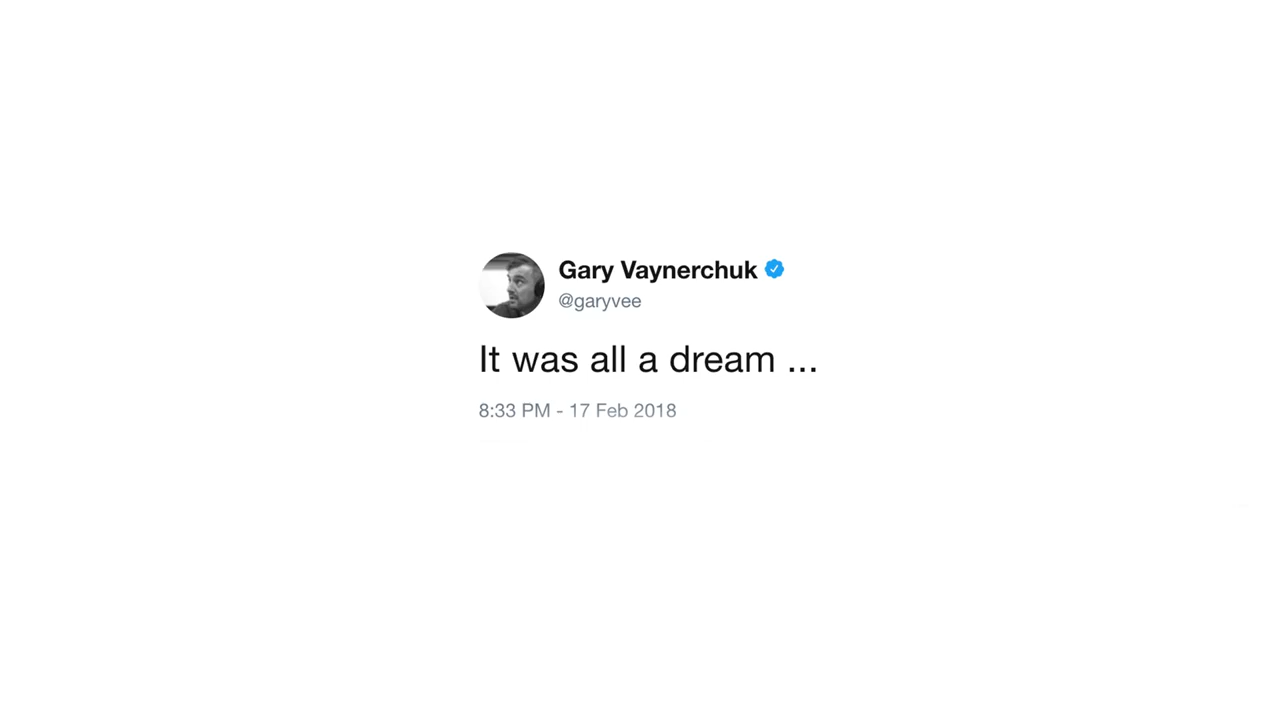 Gary Vaynerchuk
@garyvee
It was all a dream ...
8:33 PM - 17 Feb 2018